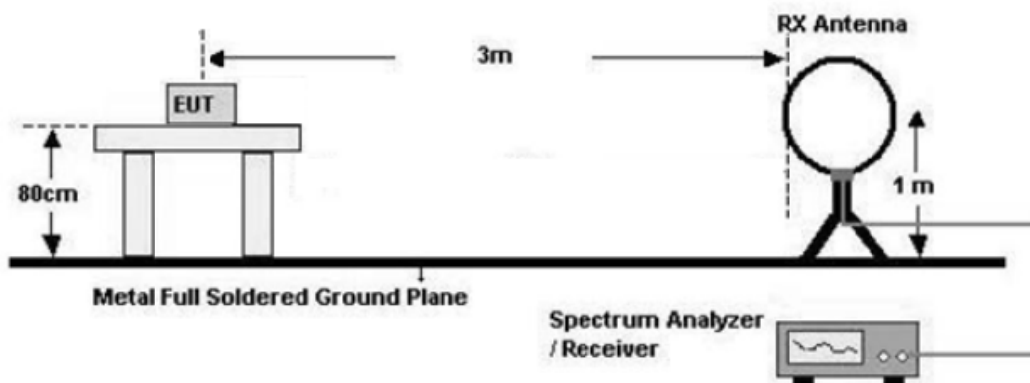 RX Antenna
3m
EUT
80cm
1 m
Metal Full Soldered Ground Plane
Spectrum Analyzer
/ Receiver